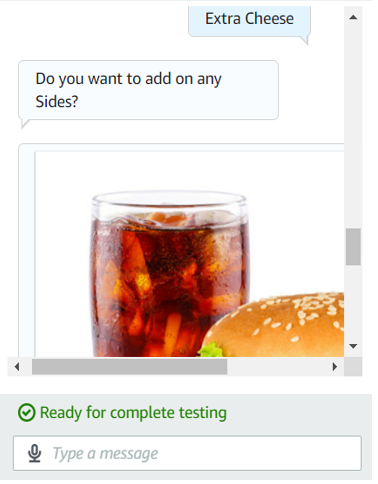 Extra Cheese
Do you want to add on any
Sides?
Ready for complete testing
Type a message